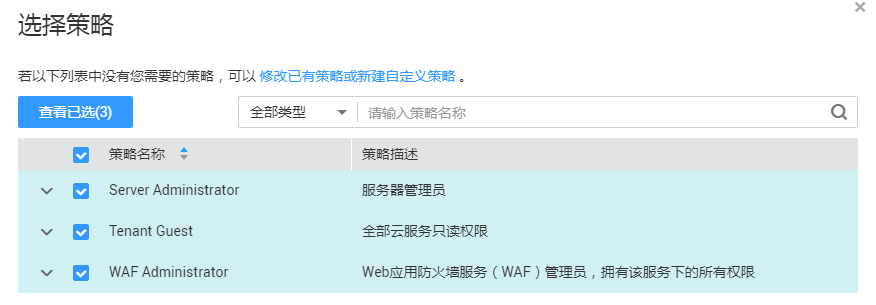 选择策略
若以下列表中没有您需要的策略，可以 修改已有策略或新建自定义策略 。
查看已选(3) 全部类型 请输入策略名称
策略名称 策略描述
Server Administrator 服务器管理员
Tenant Guest 全部云服务只读权限
WAF Administrator Web应用防火墙服务（WAF）管理员，拥有该服务下的所有权限